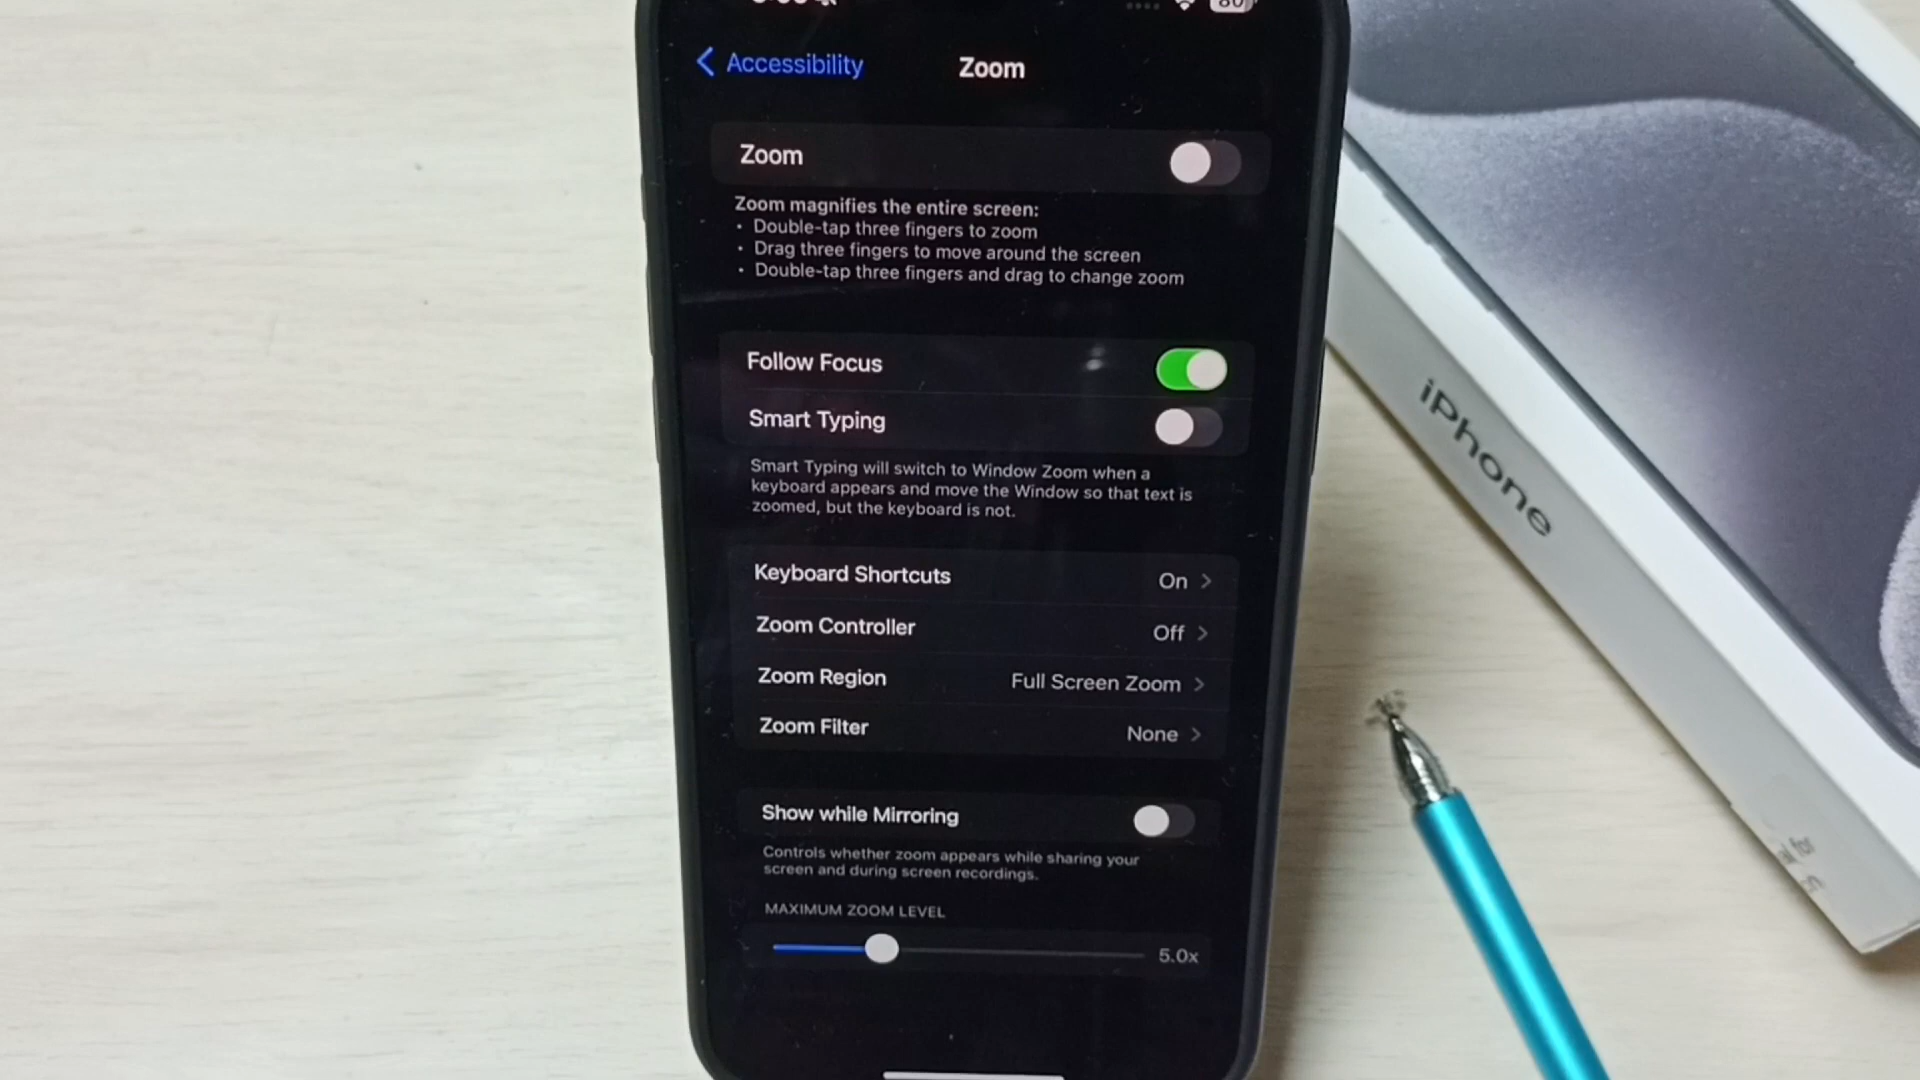 80
Accessibility
Zoom
Zoom
Zoom magnifies the entire screen:
• Double-tap three fingers to zoom
• Drag three fingers to move around the screen
• Double-tap three fingers and drag to change zoom
Follow Focus
Smart Typing
Smart Typing will switch to Window Zoom when a
keyboard appears and move the Window so that text is
zoomed, but the keyboard is not.
Keyboard Shortcuts On
Zoom Controller Off
Zoom Region Full Screen Zoom
Zoom Filter None
Show while Mirroring
Controls whether zoom appears while sharing your
screen and during screen recordings.
MAXIMUM ZOOM LEVEL
5.0x
iPhone
for